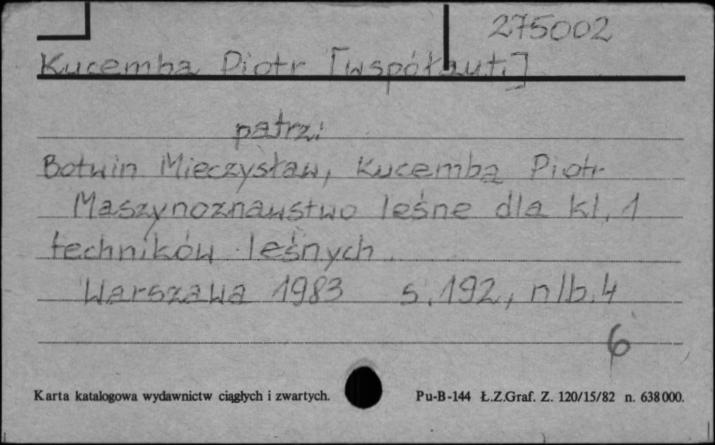 275002
Kucemba Piotr [współaut.]
patrz:
Botwin Mieczysław, Kucemba Piotr
Maszynoznawstwo leśne dla kl. 1
techników leśnych.
Warszawa 1983 s. 192, nlb. 4
6
Karta katalogowa wydawnictw ciągłych i zwartych. Pu-B-144 Ł.Z.Graf. Z. 120/15/82 n. 638000.